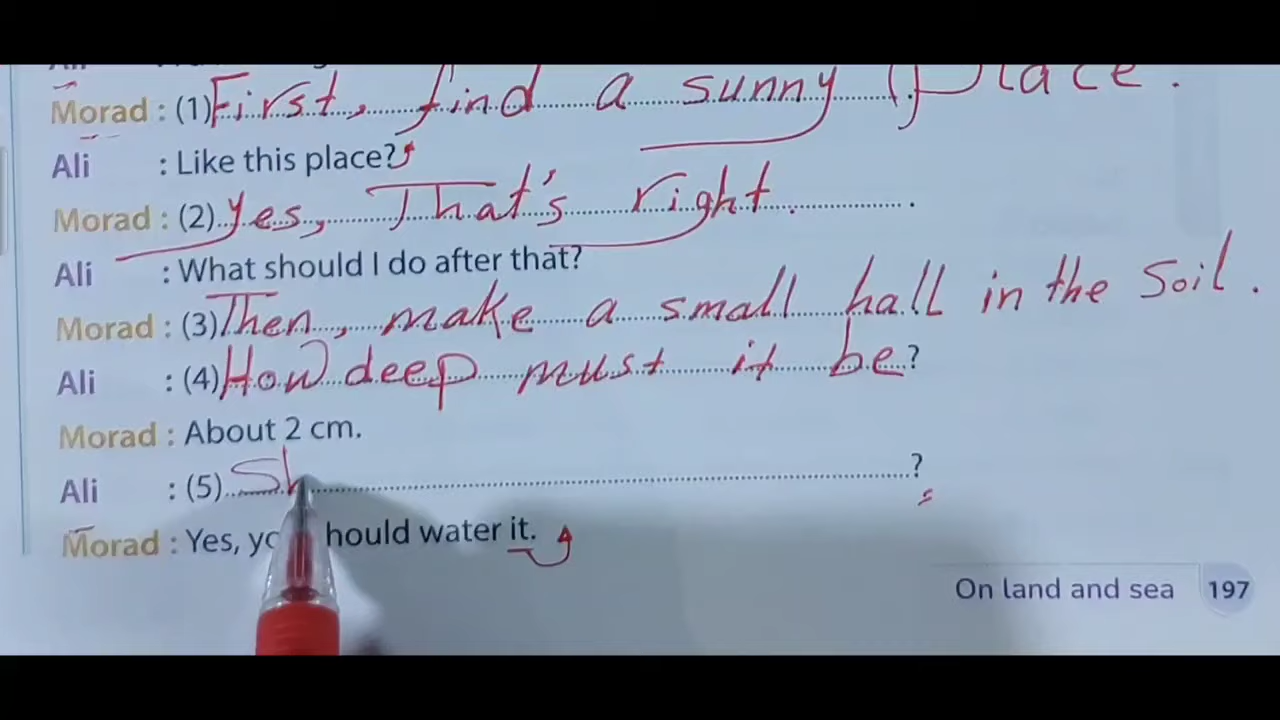 Morad : (1) First, find a sunny place.
Ali : Like this place?
Morad : (2) Yes, That's right.
Ali : What should I do after that?
Morad : (3) Then, make a small hall in the Soil.
Ali : (4) How deep must it be ?
Morad : About 2 cm.
Ali : (5) Sh ?
Morad : Yes, yo hould water it.
On land and sea 197